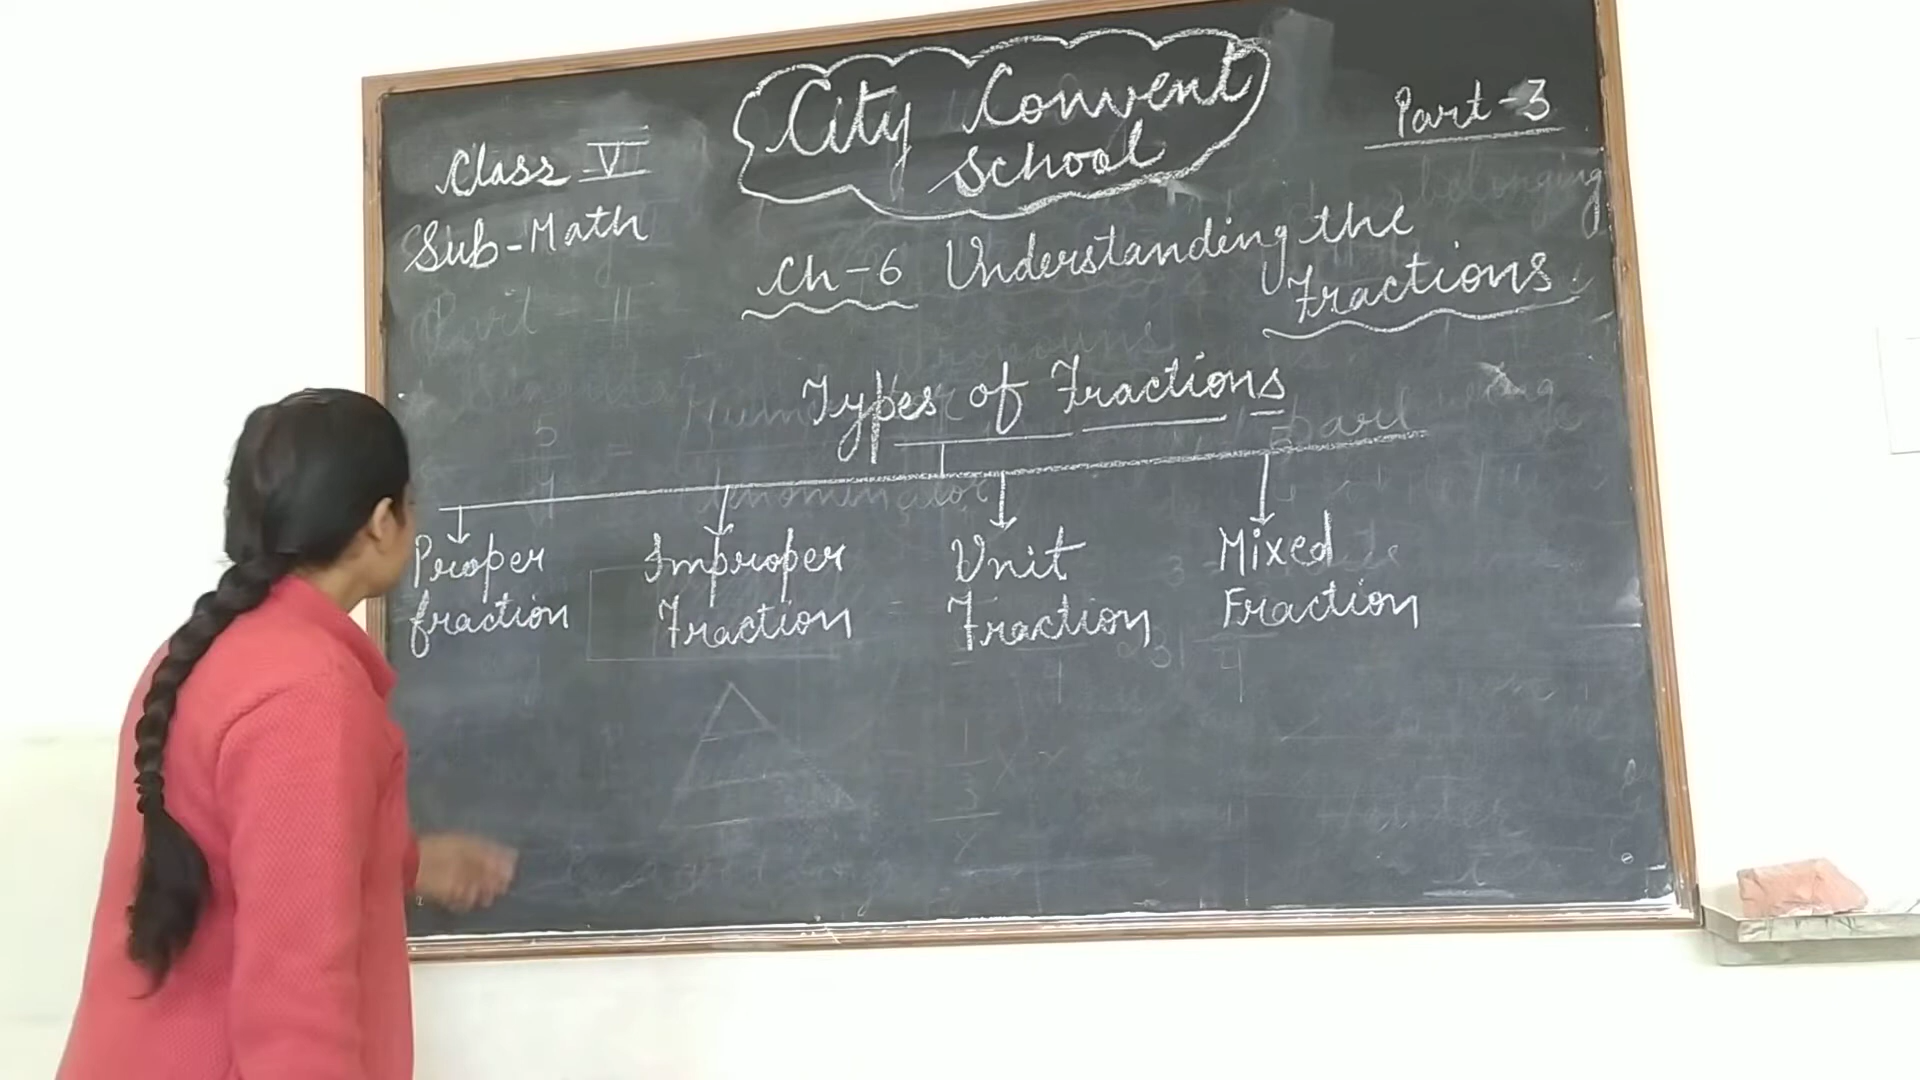 City Convent
School
Part-3
Class V
Sub-Math
Ch-6 Understanding the
Fractions
Types of Fractions
Proper
fraction
Improper
Fraction
Unit
Fraction
Mixed
Fraction